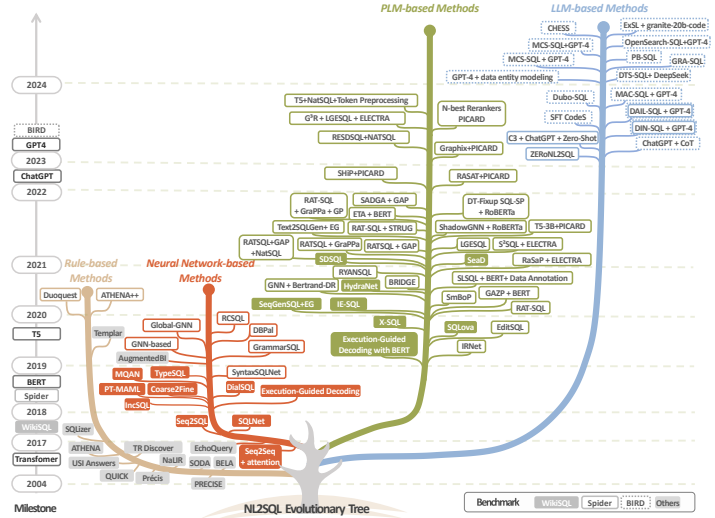 PLM-based Methods
LLM-based Methods
CHESS
ExSL + granite-20b-code
MCS-SQL+GPT-4
OpenSearch-SQL+GPT-4
MCS-SQL + GPT-4
PB-SQL
GRA-SQL
GPT-4 + data entity modeling
DTS-SQL+ DeepSeek
2024
Dubo-SQL
MAC-SQL + GPT-4
T5+NatSQL+Token Preprocessing
N-best Rerankers
PICARD
DAIL-SQL + GPT-4
G³R + LGESQL + ELECTRA
SFT CodeS
DIN-SQL + GPT-4
BIRD
RESDSQL+NATSQL
C3 + ChatGPT + Zero-Shot
ChatGPT + CoT
GPT4
Graphix+PICARD
ZERoNL2SQL
2023
ChatGPT
SHiP+PICARD
RASAT+PICARD
2022
RAT-SQL
+ GraPPa + GP
SADGA + GAP
DT-Fixup SQL-SP
+ RoBERTa
ETA + BERT
Text2SQLGen+ EG
RAT-SQL + STRUG
ShadowGNN + RoBERTa
T5-3B+PICARD
RATSQL+GAP
+NatSQL
RATSQL + GraPPa
RATSQL + GAP
LGESQL
S²SQL + ELECTRA
SDSQL
SeaD
RaSaP + ELECTRA
2021
Rule-based
Methods
Neural Network-based
Methods
RYANSQL
BRIDGE
SLSQL + BERT+ Data Annotation
GNN + Bertrand-DR
HydraNet
Duoquest
ATHENA++
SeqGenSQL+EG
IE-SQL
SmBoP
GAZP + BERT
RAT-SQL
2020
RCSQL
X-SQL
Global-GNN
DBPal
SQLova
EditSQL
T5
Templar
GNN-based
GrammarSQL
Execution-Guided
Decoding with BERT
IRNet
AugmentedBI
2019
MQAN
TypeSQL
SyntaxSQLNet
BERT
PT-MAML
Coarse2Fine
DialSQL
Execution-Guided Decoding
Spider
IncSQL
2018
WikiSQL
SQLizer
Seq2SQL
SQLNet
2017
ATHENA
TR Discover
EchoQuery
Seq2Seq
+ attention
Transfomer
USI Answers
NaLIR
SODA
BELA
QUICK
Précis
PRECISE
2004
Milestone
NL2SQL Evolutionary Tree
Benchmark
WikiSQL
Spider
BIRD
Others